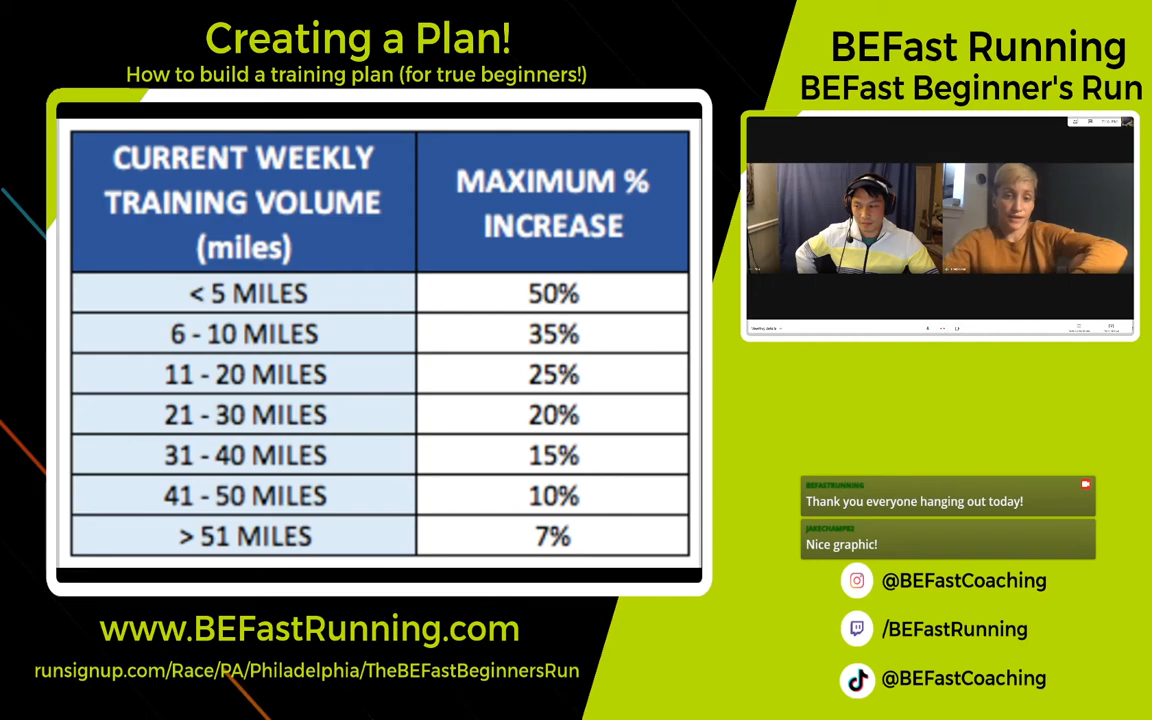 Creating a Plan!
How to build a training plan (for true beginners!)
CURRENT WEEKLY
TRAINING VOLUME
(miles)
MAXIMUM %
INCREASE
< 5 MILES 50%
6 - 10 MILES 35%
11 - 20 MILES 25%
21 - 30 MILES 20%
31 - 40 MILES 15%
41 - 50 MILES 10%
> 51 MILES 7%
www.BEFastRunning.com
runsignup.com/Race/PA/Philadelphia/TheBEFastBeginnersRun
BEFast Running
BEFast Beginner's Run
BEFASTRUNNING
Thank you everyone hanging out today!
Nice graphic!
@BEFastCoaching
/BEFastRunning
@BEFastCoaching